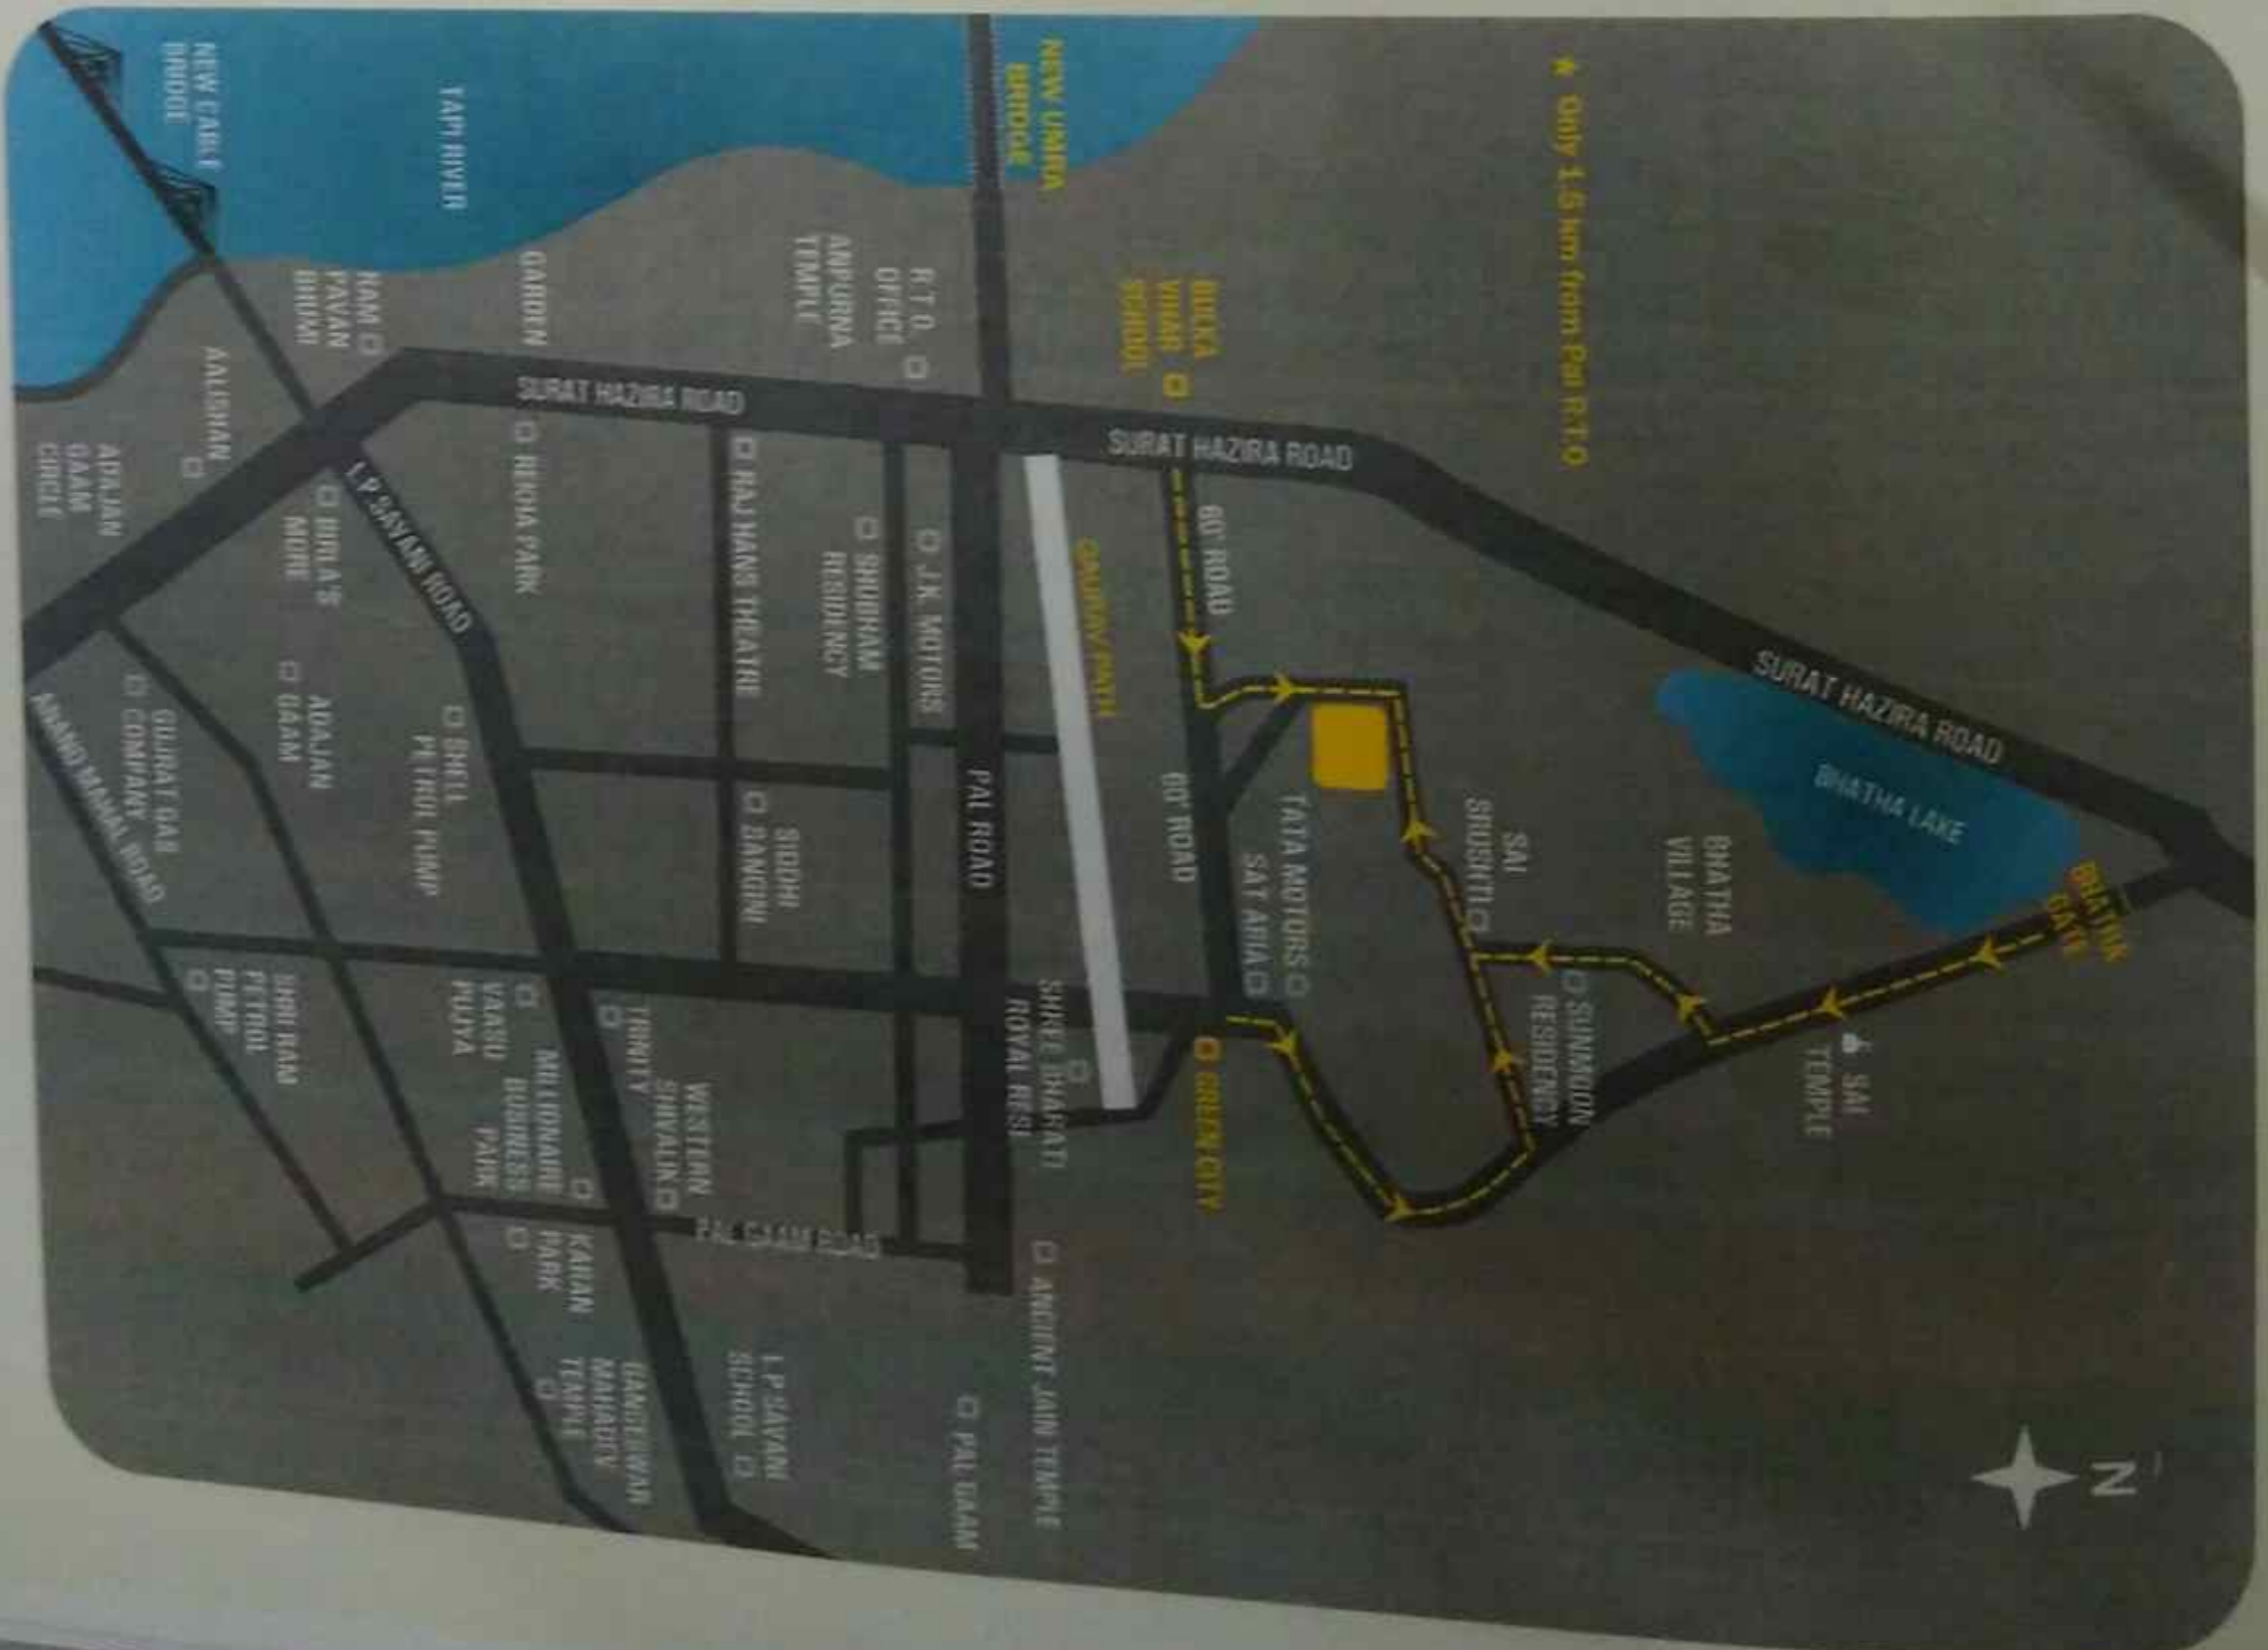 N
★ Only 1.5 km from Pal R.T.O.
SURAT HAZIRA ROAD
BHATHA LAKE
BHATHA
GATE
BHATHA
VILLAGE
SAI
TEMPLE
SUNMOON
RESIDENCY
SAI
SRUSHTI
TATA MOTORS
SAT ARIA
60' ROAD
60' ROAD
GREEN CITY
SURAT HAZIRA ROAD
VIHAR
SCHOOL
NEW UMRA
BRIDGE
GAURAV PATH
SHREE BHARATI
ROYAL RESI
ANCIENT JAIN TEMPLE
PAL GAAM
PAL ROAD
R.T.O.
OFFICE
ANPURNA
TEMPLE
J.K. MOTORS
SHUBHAM
RESIDENCY
PAL GAAM ROAD
SURAT HAZIRA ROAD
RAJ HANS THEATRE
SIDDHI
BANGINI
L.P.SAVANI
SCHOOL
WESTERN
SHIVALIK
TRINITY
GARDEN
REKHA PARK
MILLIONAIRE
BUSINESS
PARK
KARAN
PARK
MAHADEV
TEMPLE
TAPI RIVER
L.P.SAVANI ROAD
SHELL
PETROL PUMP
VIASU
PUJYA
RAM
PAVAN
BHUMI
BIRLA'S
MORE
ADAJAN
GAAM
SHRI RAM
PETROL
PUMP
NEW CABLE
BRIDGE
AALISHAN
GUJRAT GAS
COMPANY
ADAJAN
GAAM
CIRCLE
ANAND MAHAL ROAD